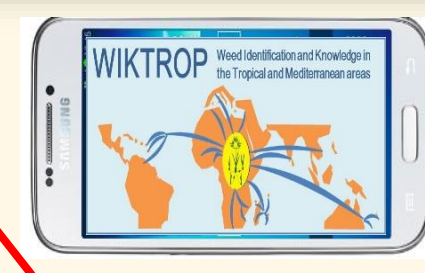 WIKTROP
Weed Identification and Knowledge in
the Tropical and Mediterranean areas
SAMSUNG